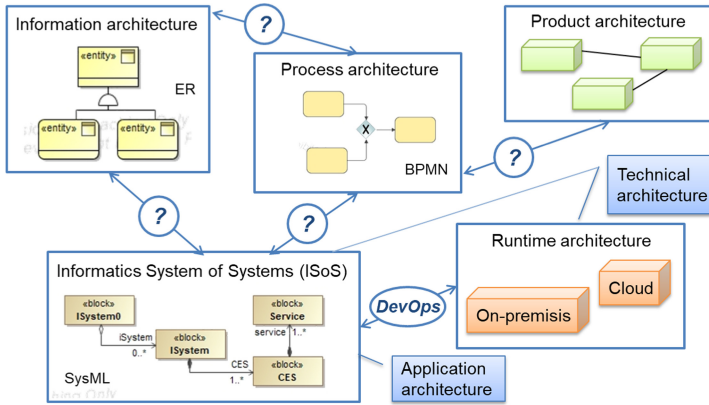 Information architecture
«entity»
ER
«entity»
«entity»
?
Process architecture
X
BPMN
Product architecture
?
?
?
Technical
architecture
Informatics System of Systems (ISoS)
«block»
ISystem0
iSystem
0..*
«block»
ISystem
CES
1..*
«block»
Service
service
1..*
«block»
CES
SysML
DevOps
Runtime architecture
Cloud
On-premisis
Application
architecture